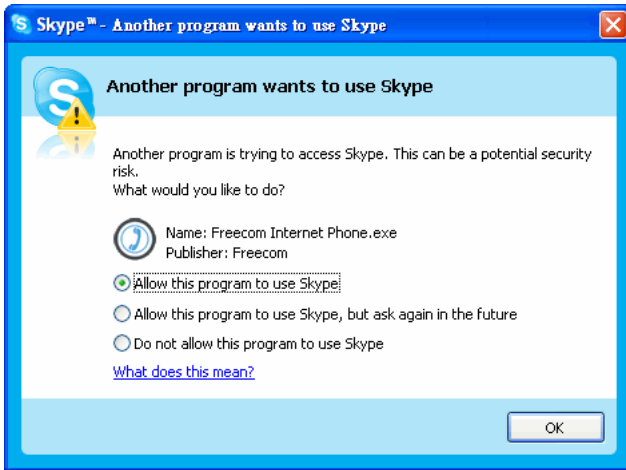 Skype™ - Another program wants to use Skype
Another program wants to use Skype
Another program is trying to access Skype. This can be a potential security
risk.
What would you like to do?
Name: Freecom Internet Phone.exe
Publisher: Freecom
Allow this program to use Skype
Allow this program to use Skype, but ask again in the future
Do not allow this program to use Skype
What does this mean?
OK